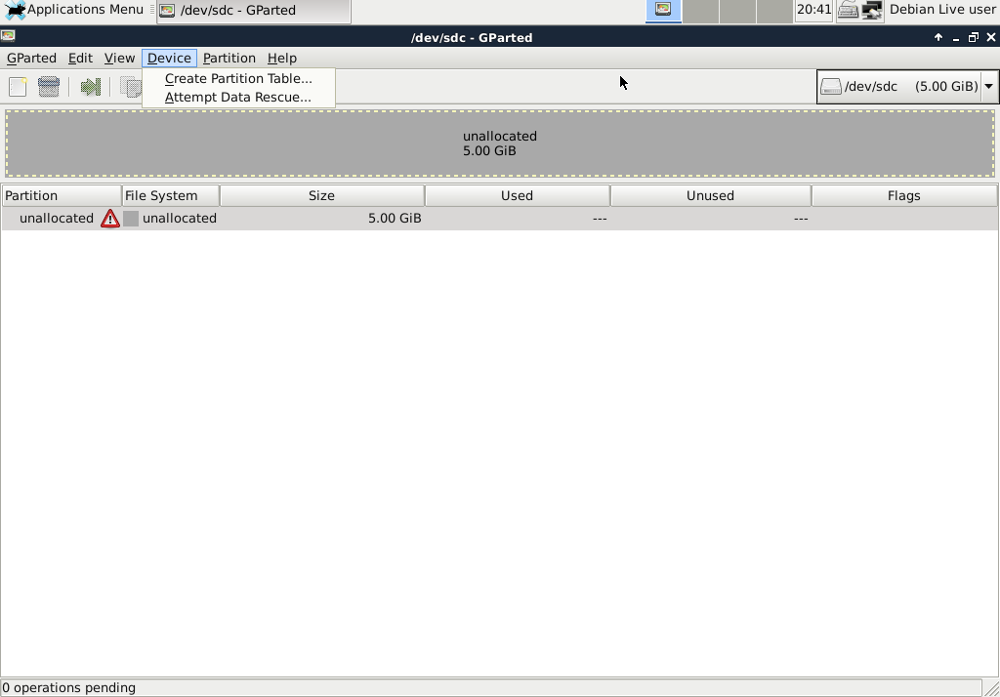 Applications Menu
/dev/sdc - GParted
20:41
Debian Live user
/dev/sdc - GParted
GParted Edit View Device Partition Help
Create Partition Table...
Attempt Data Rescue...
/dev/sdc (5.00 GiB)
unallocated
5.00 GiB
Partition File System Size Used Unused Flags
unallocated unallocated 5.00 GiB --- ---
0 operations pending